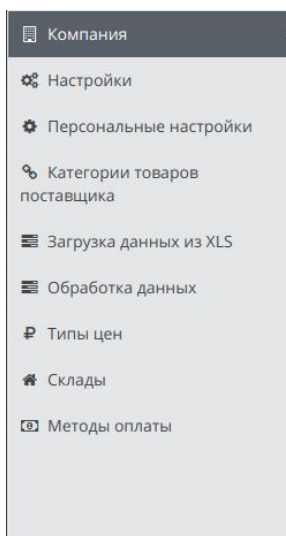 Компания
Настройки
Персональные настройки
Категории товаров
поставщика
Загрузка данных из XLS
Обработка данных
₽ Типы цен
Склады
Методы оплаты